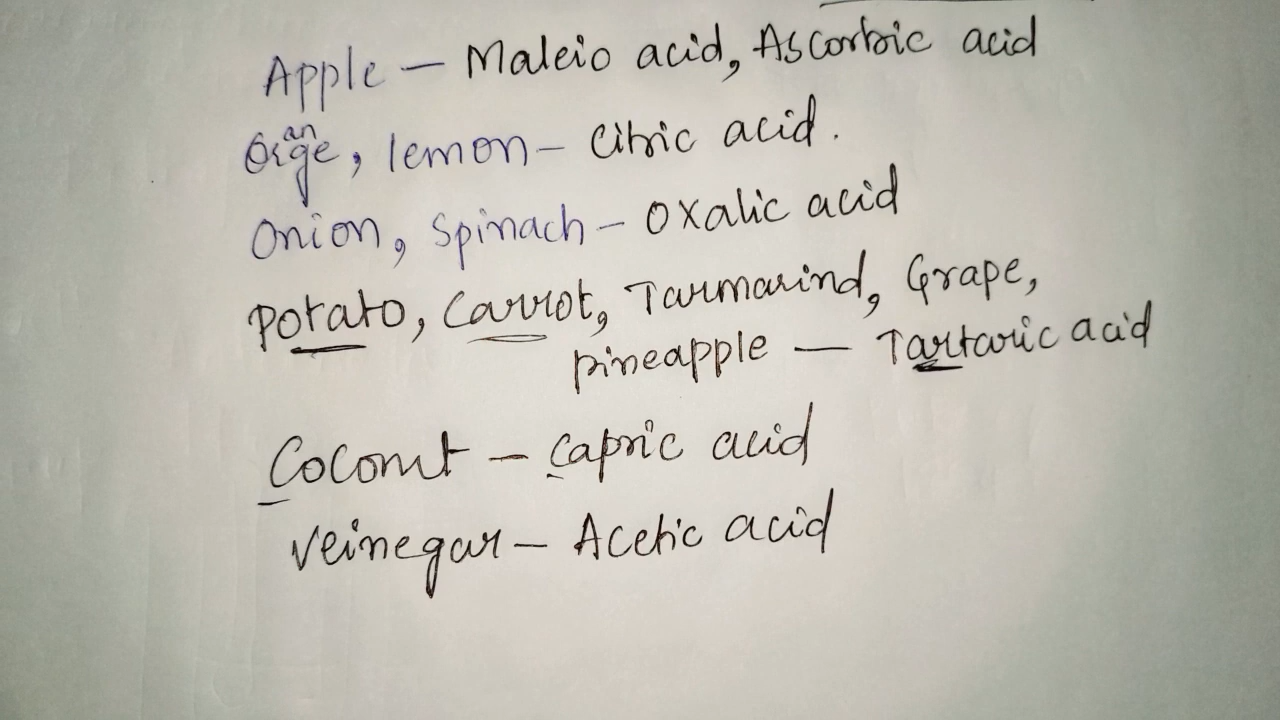 Apple — Maleio acid, Ascorbic acid
Orange, lemon – Citric acid.
Onion, Spinach – Oxalic acid
Potato, Carrot, Tarmarind, Grape,
pineapple — Tartaric acid
Coconut – Capric acid
Veinegar – Acetic acid